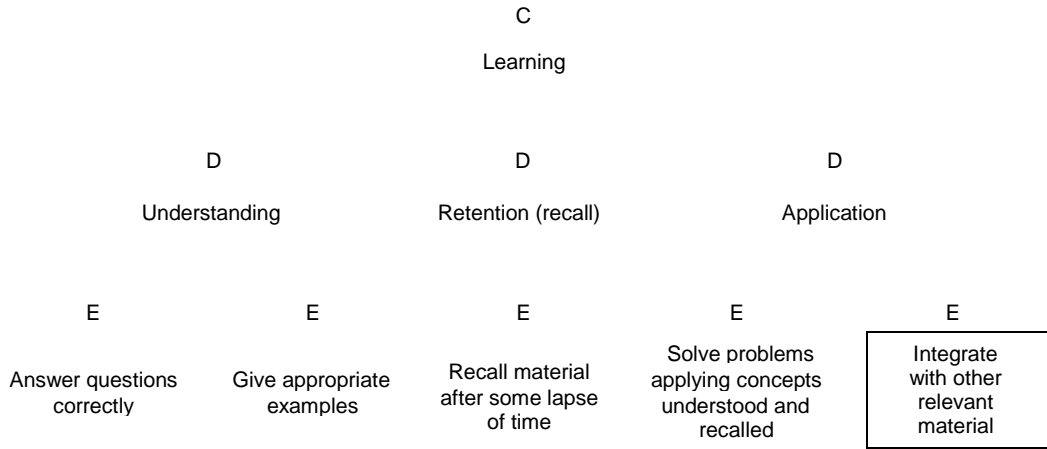 C
Learning
D D D
Understanding Retention (recall) Application
E E E E E
Answer questions
correctly
Give appropriate
examples
Recall material
after some lapse
of time
Solve problems
applying concepts
understood and
recalled
Integrate
with other
relevant
material